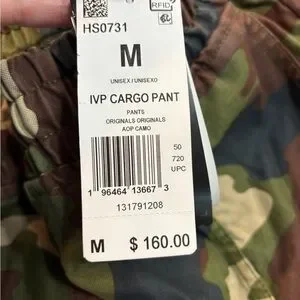 RFID
HS0731
M
UNISEX / UNISEXO
IVP CARGO PANT
PANTS
ORIGINALS ORIGINALS
AOP CAMO
50
720
UPC
1 96464 13667 3
131791208
M $ 160.00